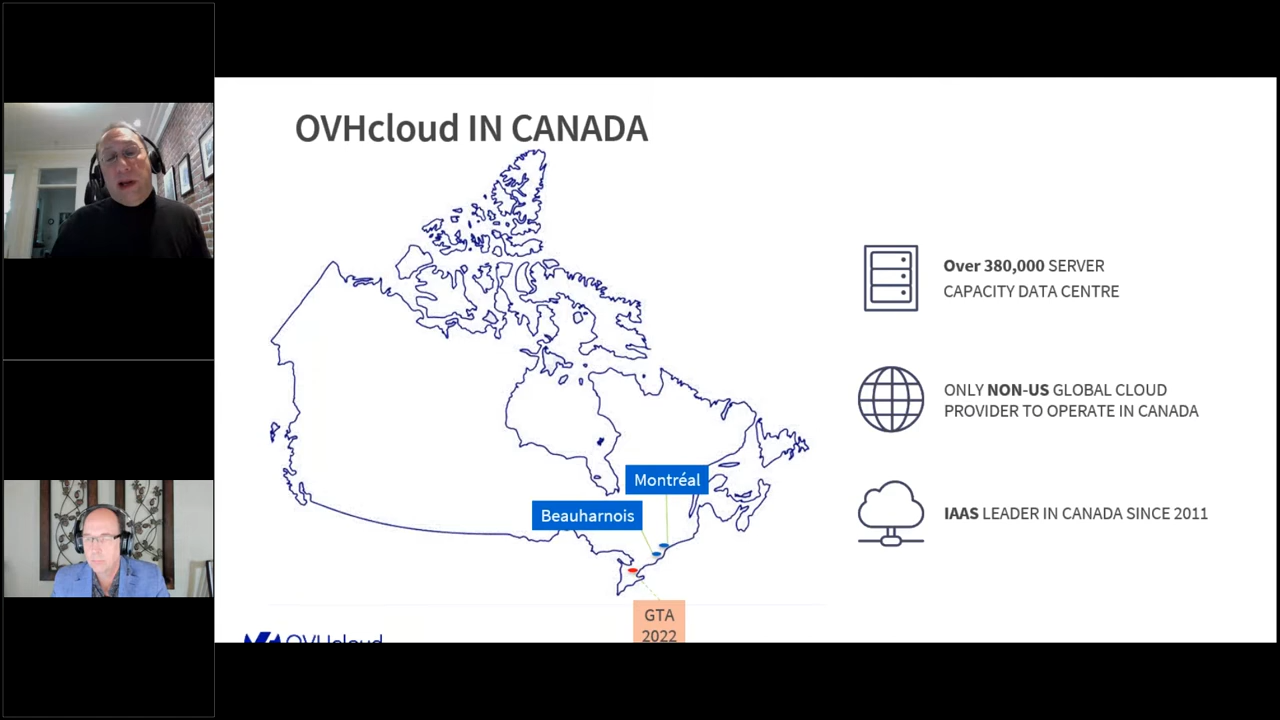 OVHcloud IN CANADA
Over 380,000 SERVER
CAPACITY DATA CENTRE
ONLY NON-US GLOBAL CLOUD
PROVIDER TO OPERATE IN CANADA
Montréal
Beauharnois
IAAS LEADER IN CANADA SINCE 2011
GTA
2022
OVHcloud